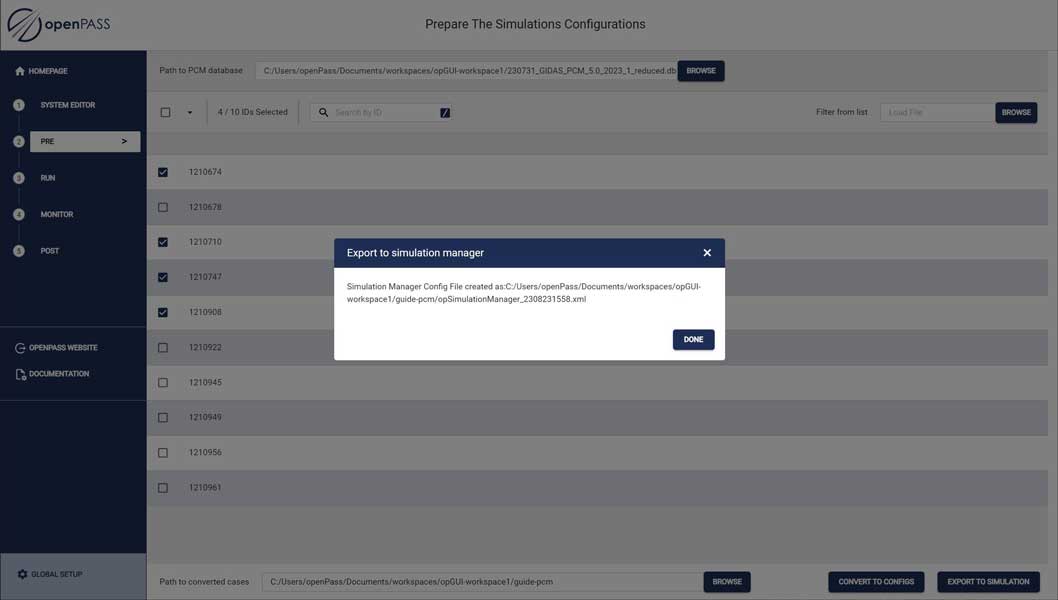 openPASS
Prepare The Simulations Configurations
HOMEPAGE
1 SYSTEM EDITOR
2 PRE >
3 RUN
4 MONITOR
5 POST
OPENPASS WEBSITE
DOCUMENTATION
GLOBAL SETUP
Path to PCM database C:/Users/openPass/Documents/workspaces/opGUI-workspace1/230731_GIDAS_PCM_5.0_2023_1_reduced.db BROWSE
4 / 10 IDs Selected Search by ID Filter from list Load File BROWSE
1210674
1210678
1210710
1210747
1210908
1210922
1210945
1210949
1210956
1210961
Export to simulation manager
Simulation Manager Config File created as:C:/Users/openPass/Documents/workspaces/opGUI-
workspace1/guide-pcm/opSimulationManager_2308231558.xml
DONE
Path to converted cases C:/Users/openPass/Documents/workspaces/opGUI-workspace1/guide-pcm BROWSE CONVERT TO CONFIGS EXPORT TO SIMULATION